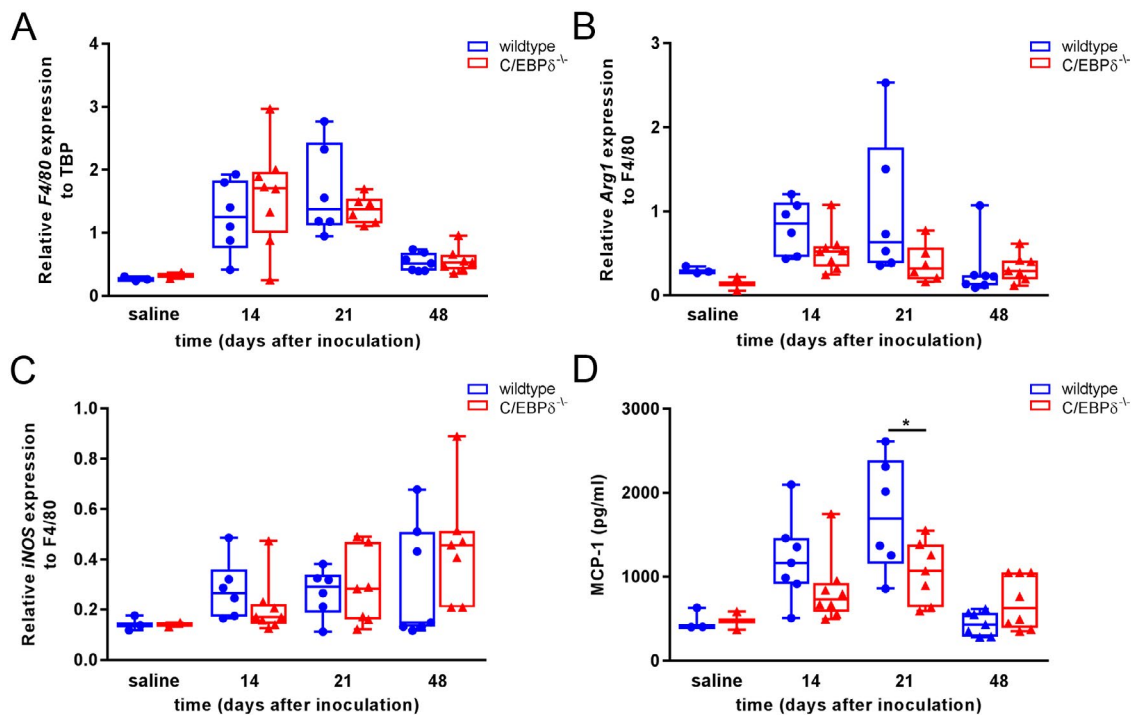 A
wildtype
C/EBPδ-/-
Relative F4/80 expression
to TBP
4
3
2
1
0
saline 14 21 48
time (days after inoculation)
B
wildtype
C/EBPδ-/-
Relative Arg1 expression
to F4/80
3
2
1
0
saline 14 21 48
time (days after inoculation)
C
wildtype
C/EBPδ-/-
Relative iNOS expression
to F4/80
1.0
0.8
0.6
0.4
0.2
0.0
saline 14 21 48
time (days after inoculation)
D
wildtype
C/EBPδ-/-
MCP-1 (pg/ml)
3000
2000
1000
0
*
saline 14 21 48
time (days after inoculation)